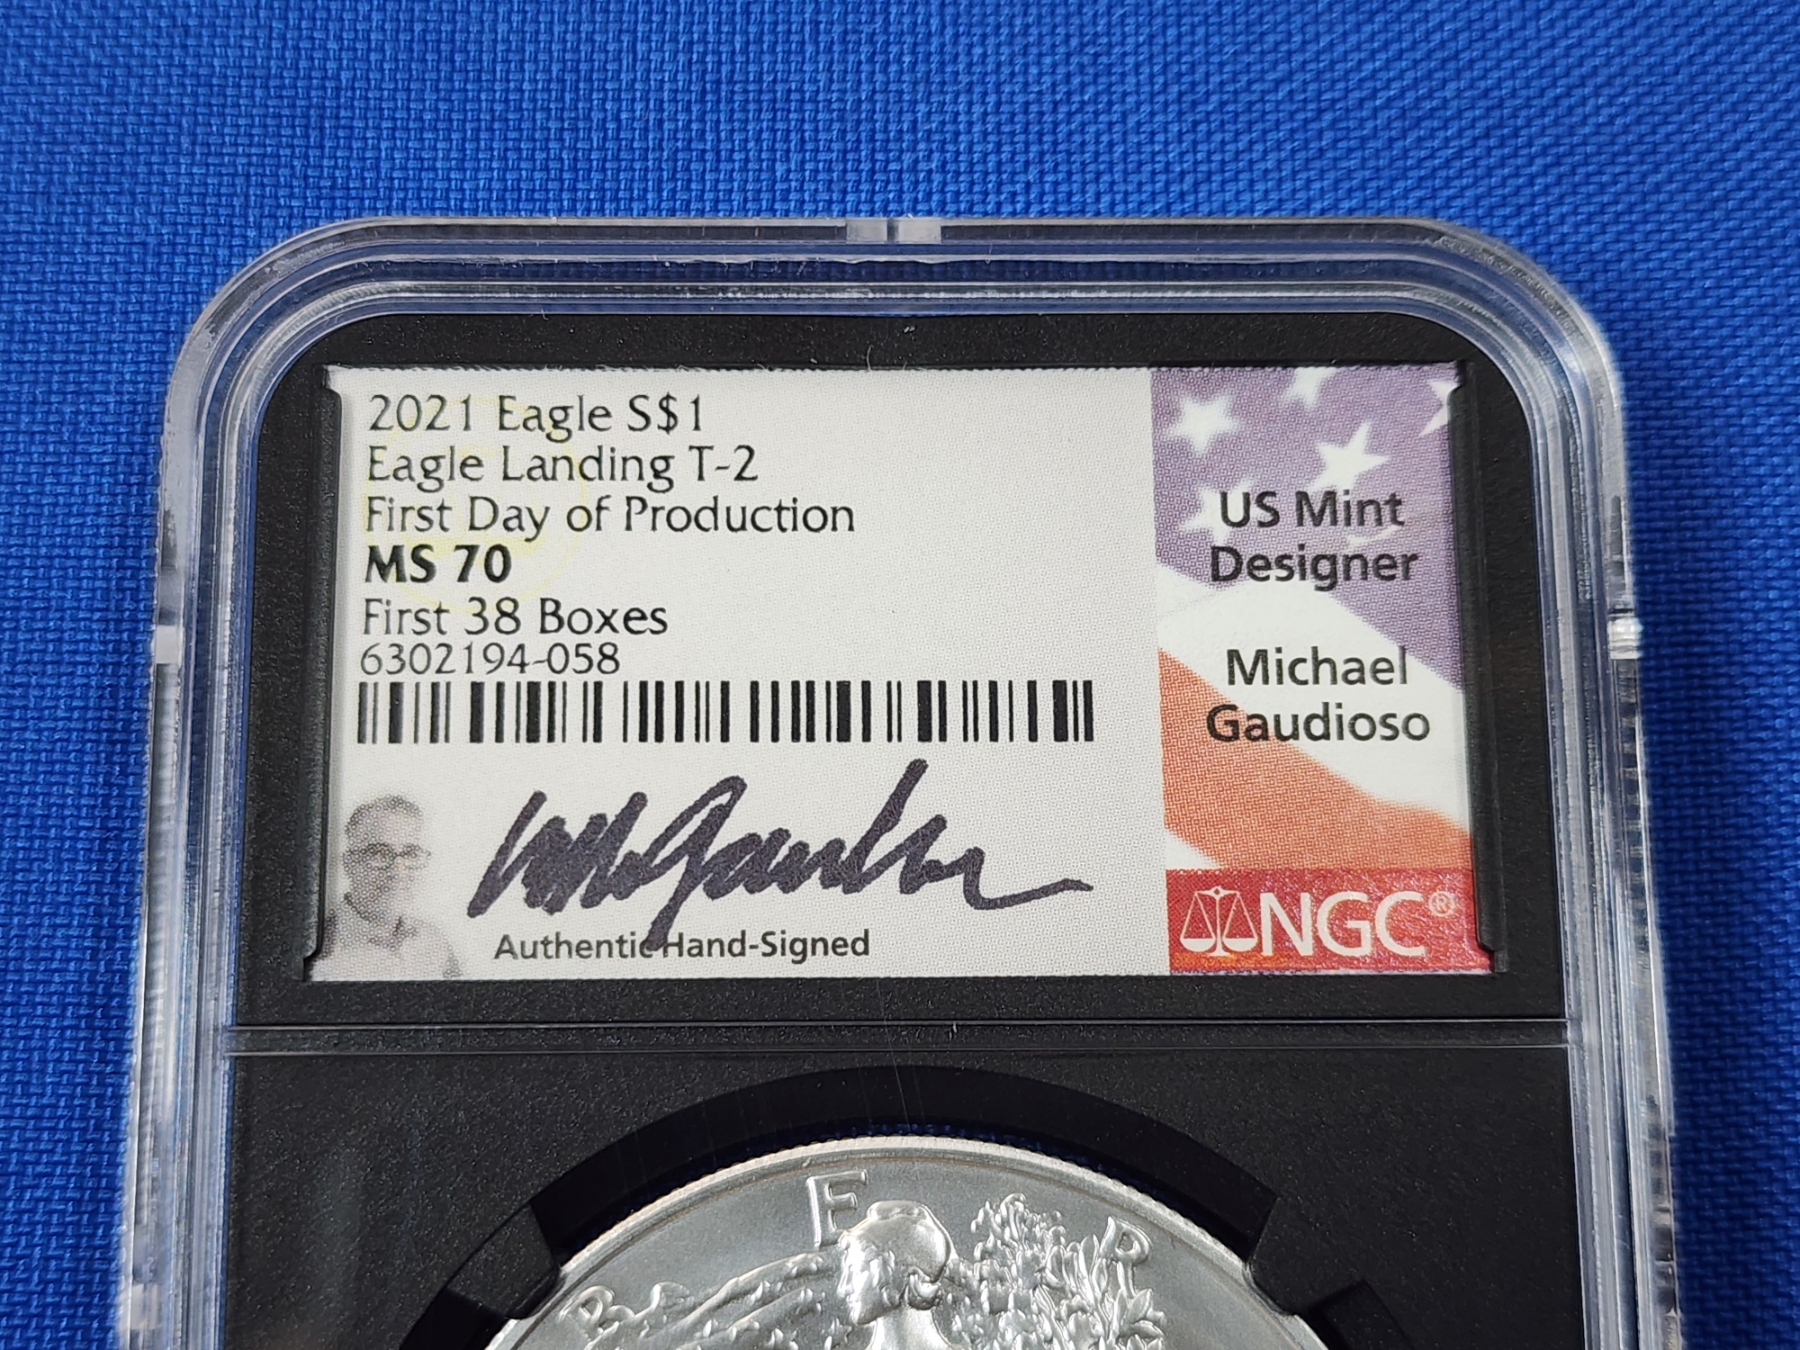 2021 Eagle S$1
Eagle Landing T-2
First Day of Production
MS 70
First 38 Boxes
6302194-058
Authentic Hand-Signed
US Mint
Designer
Michael
Gaudioso
NGC®
BER